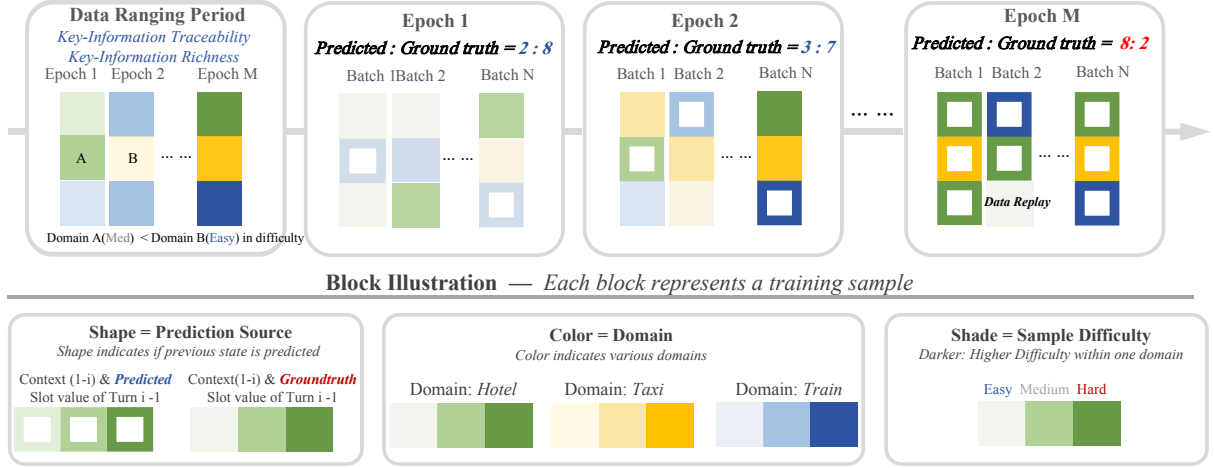 Data Ranging Period
Key-Information Traceability
Key-Information Richness
Epoch 1 Epoch 2 Epoch M
A B ... ...
Domain A(Med) < Domain B(Easy) in difficulty
Epoch 1
Predicted : Ground truth = 2 : 8
Batch 1 Batch 2 Batch N
... ...
Epoch 2
Predicted : Ground truth = 3 : 7
Batch 1 Batch 2 Batch N
... ...
... ...
Epoch M
Predicted : Ground truth = 8: 2
Batch 1 Batch 2 Batch N
... ...
Data Replay
Block Illustration — Each block represents a training sample
Shape = Prediction Source
Shape indicates if previous state is predicted
Context (1-i) & Predicted
Slot value of Turn i -1
Context(1-i) & Groundtruth
Slot value of Turn i -1
Color = Domain
Color indicates various domains
Domain: Hotel Domain: Taxi Domain: Train
Shade = Sample Difficulty
Darker: Higher Difficulty within one domain
Easy Medium Hard